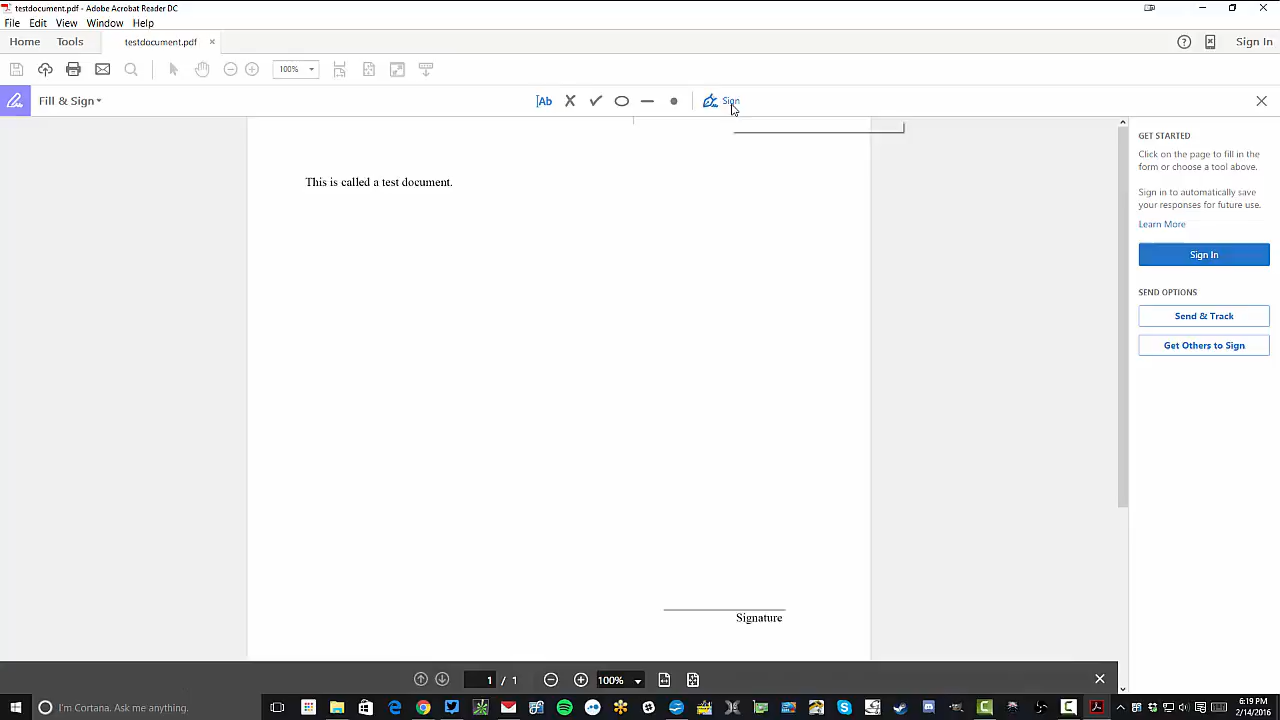 testdocument.pdf - Adobe Acrobat Reader DC
File Edit View Window Help
Home Tools testdocument.pdf × Sign In
100%
Fill & Sign Ab Sign
GET STARTED
Click on the page to fill in the
form or choose a tool above.
Sign in to automatically save
your responses for future use.
Learn More
Sign In
SEND OPTIONS
Send & Track
Get Others to Sign
This is called a test document.
Signature
1 / 1 100%
I'm Cortana. Ask me anything.
6:19 PM
2/14/2016